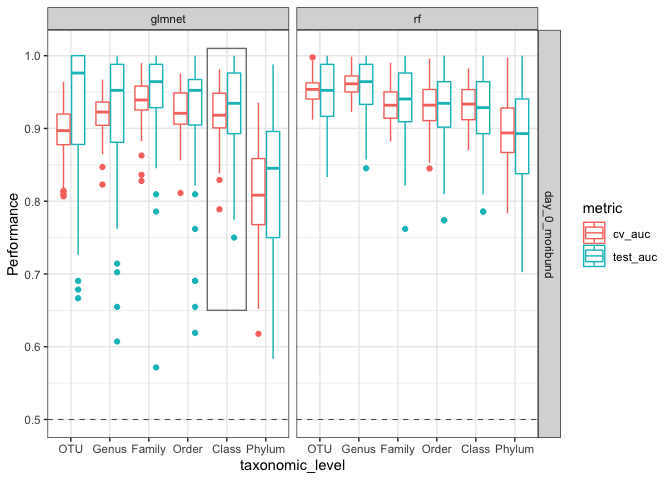 glmnet
rf
Performance
1.0
0.9
0.8
0.7
0.6
0.5
day_0_moribund
OTU Genus Family Order Class Phylum
OTU Genus Family Order Class Phylum
taxonomic_level
metric
cv_auc
test_auc